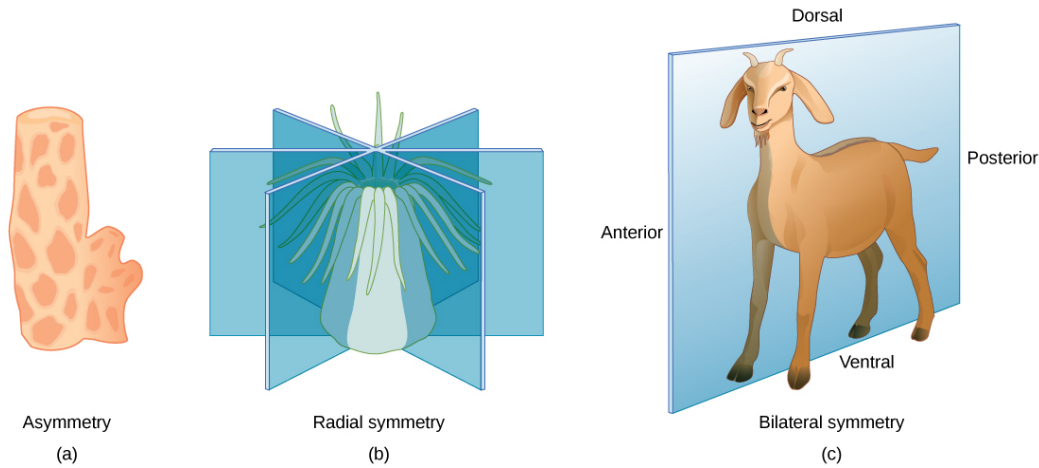 Dorsal
Posterior
Anterior
Ventral
Asymmetry
(a)
Radial symmetry
(b)
Bilateral symmetry
(c)